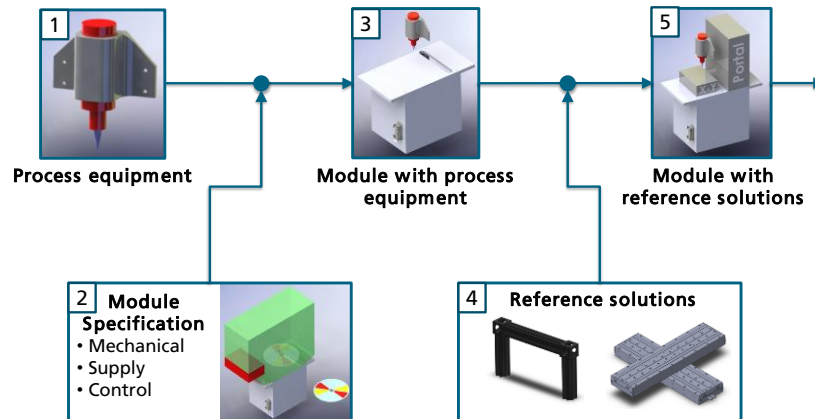 1
Process equipment
3
Module with process
equipment
5
Portal
X-Y
Module with
reference solutions
2
Module
Specification
• Mechanical
• Supply
• Control
4
Reference solutions